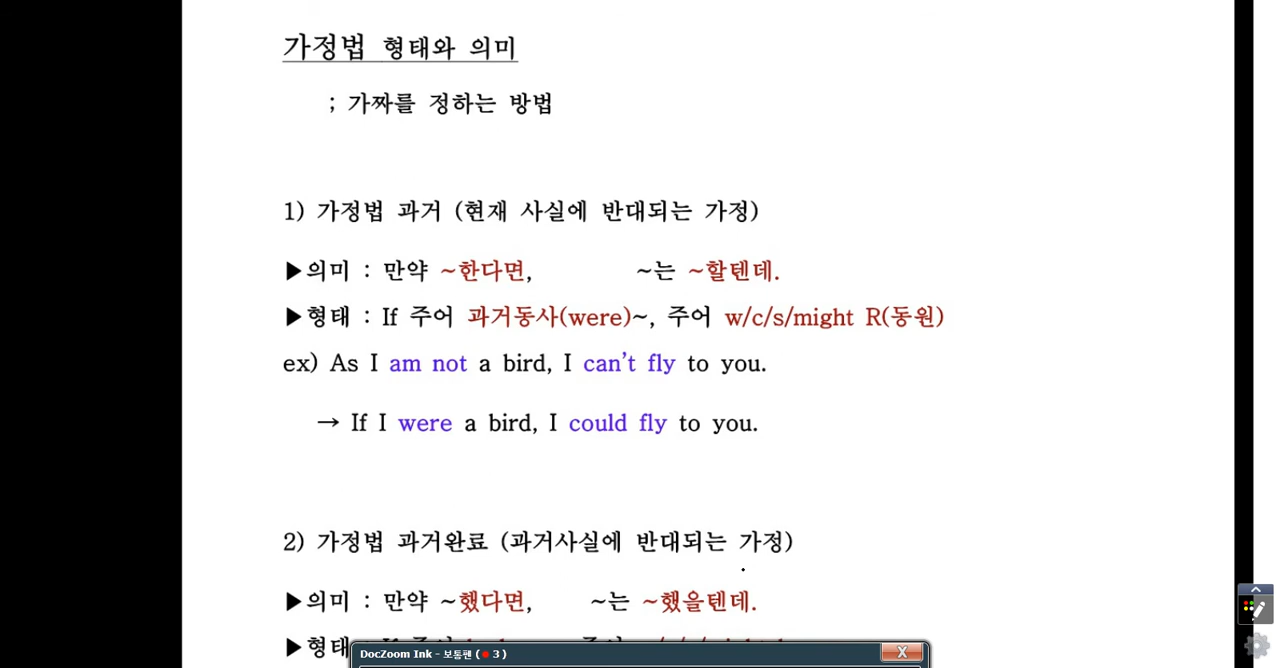 가정법 형태와 의미
; 가짜를 정하는 방법
1) 가정법 과거 (현재 사실에 반대되는 가정)
▶의미 : 만약 ~한다면, ~는 ~할텐데.
▶형태 : If 주어 과거동사(were)~, 주어 w/c/s/might R(동원)
ex) As I am not a bird, I can't fly to you.
→ If I were a bird, I could fly to you.
2) 가정법 과거완료 (과거사실에 반대되는 가정)
▶의미 : 만약 ~했다면, ~는 ~했을텐데.
▶형태
DocZoom Ink - 보통펜 ( 3 )